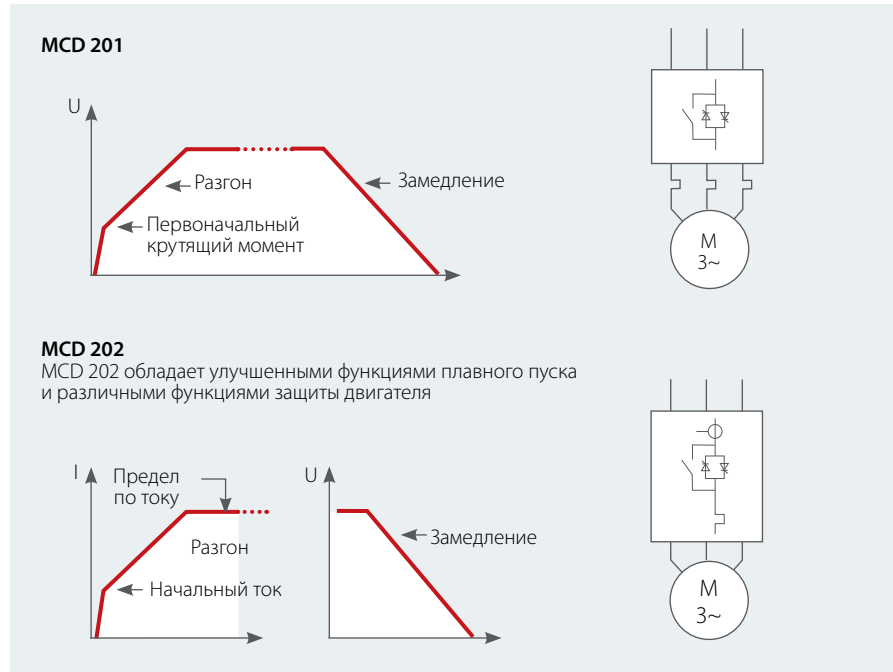 MCD 201
U
Разгон
Замедление
Первоначальный
крутящий момент
M
3~
MCD 202
MCD 202 обладает улучшенными функциями плавного пуска
и различными функциями защиты двигателя
I
Предел
по току
U
Разгон
Замедление
Начальный ток
M
3~